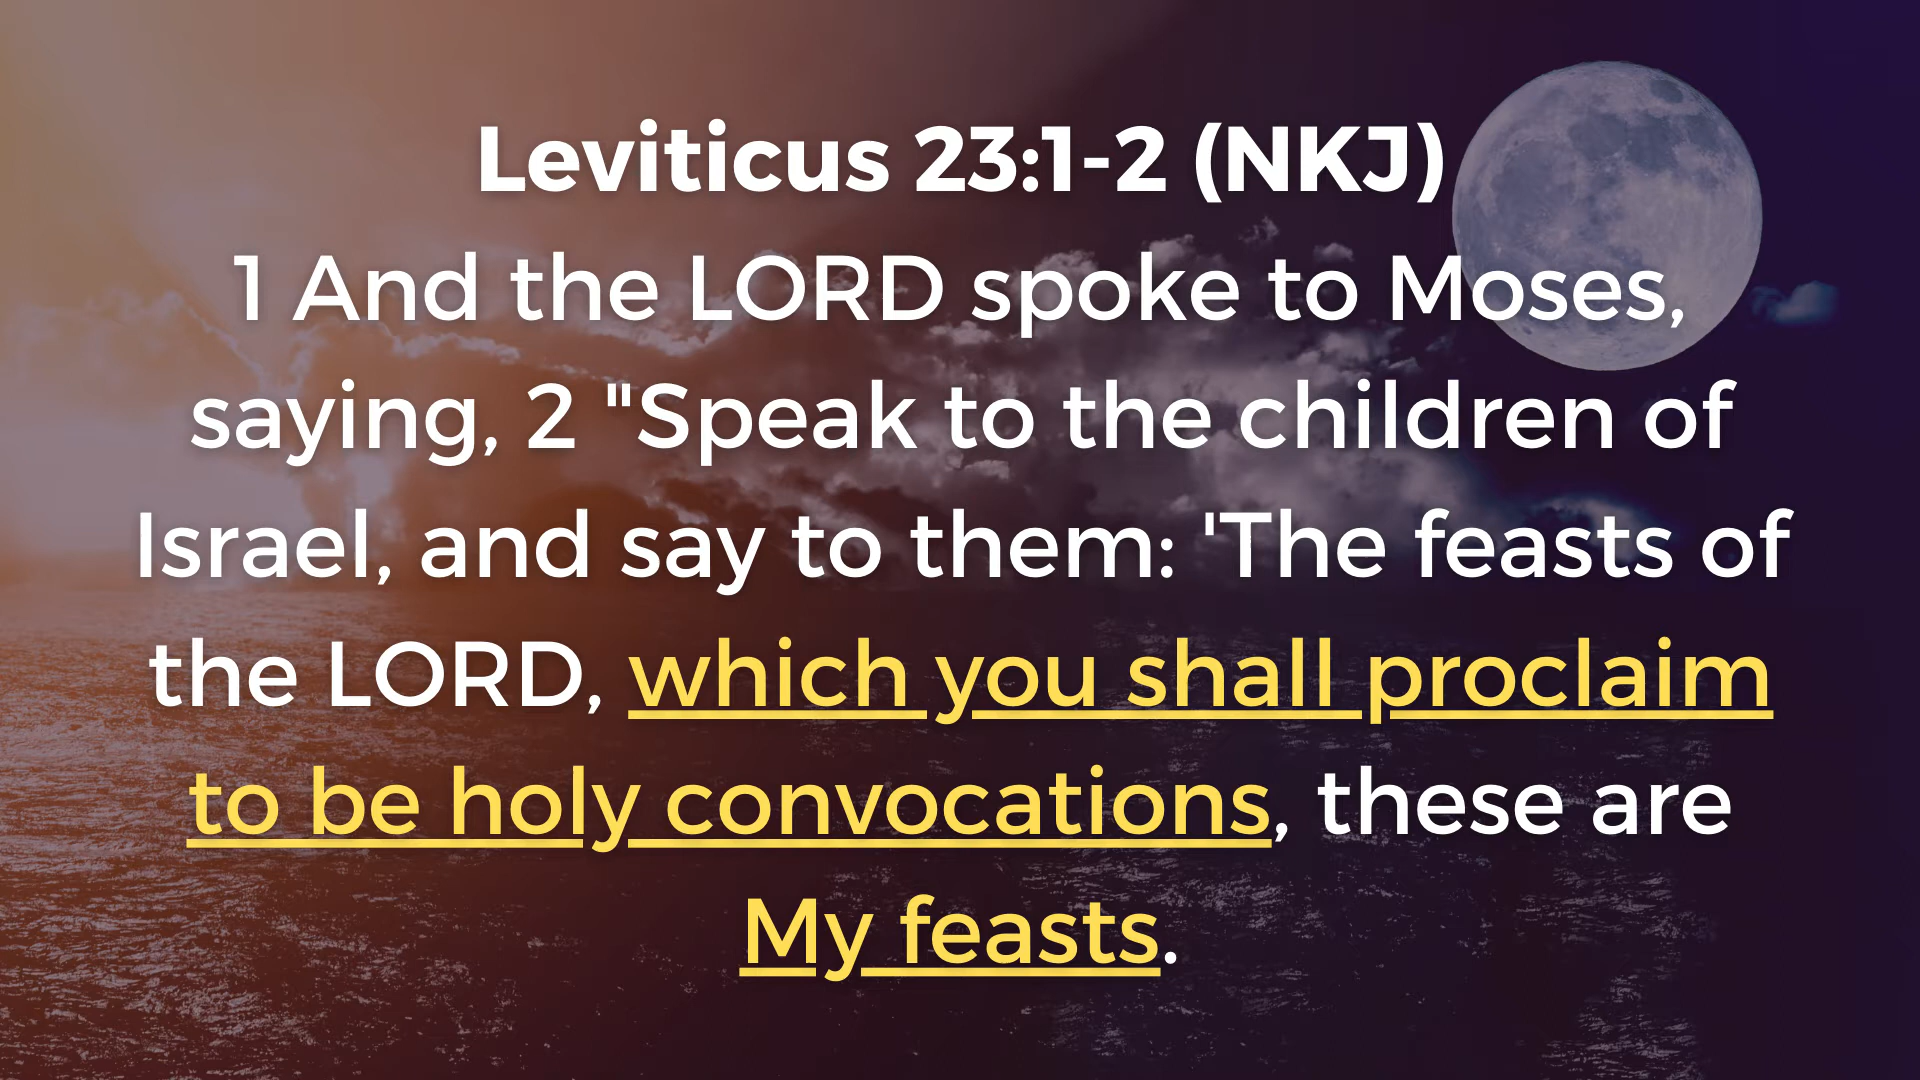 Leviticus 23:1-2 (NKJ)
1 And the LORD spoke to Moses,
saying, 2 "Speak to the children of
Israel, and say to them: 'The feasts of
the LORD, which you shall proclaim
to be holy convocations, these are
My feasts.